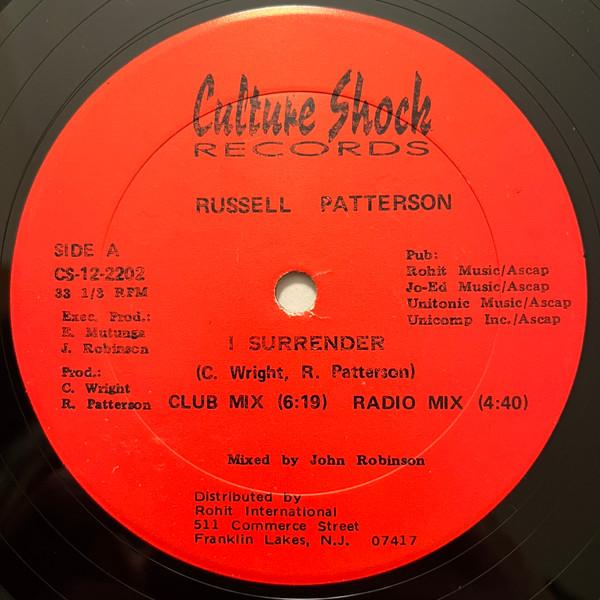 Culture Shock
RECORDS
RUSSELL PATTERSON
SIDE A
CS-12-2202
33 1/3 RPM
Exec. Prod.:
E. Mutunga
J. Robinson
Prod.:
C. Wright
R. Patterson
Pub:
Rohit Music/Ascap
Jo-Ed Music/Ascap
Unitonic Music/Ascap
Unicomp Inc./Ascap
I SURRENDER
(C. Wright, R. Patterson)
CLUB MIX (6:19) RADIO MIX (4:40)
Mixed by John Robinson
Distributed by
Rohit International
511 Commerce Street
Franklin Lakes, N.J. 07417